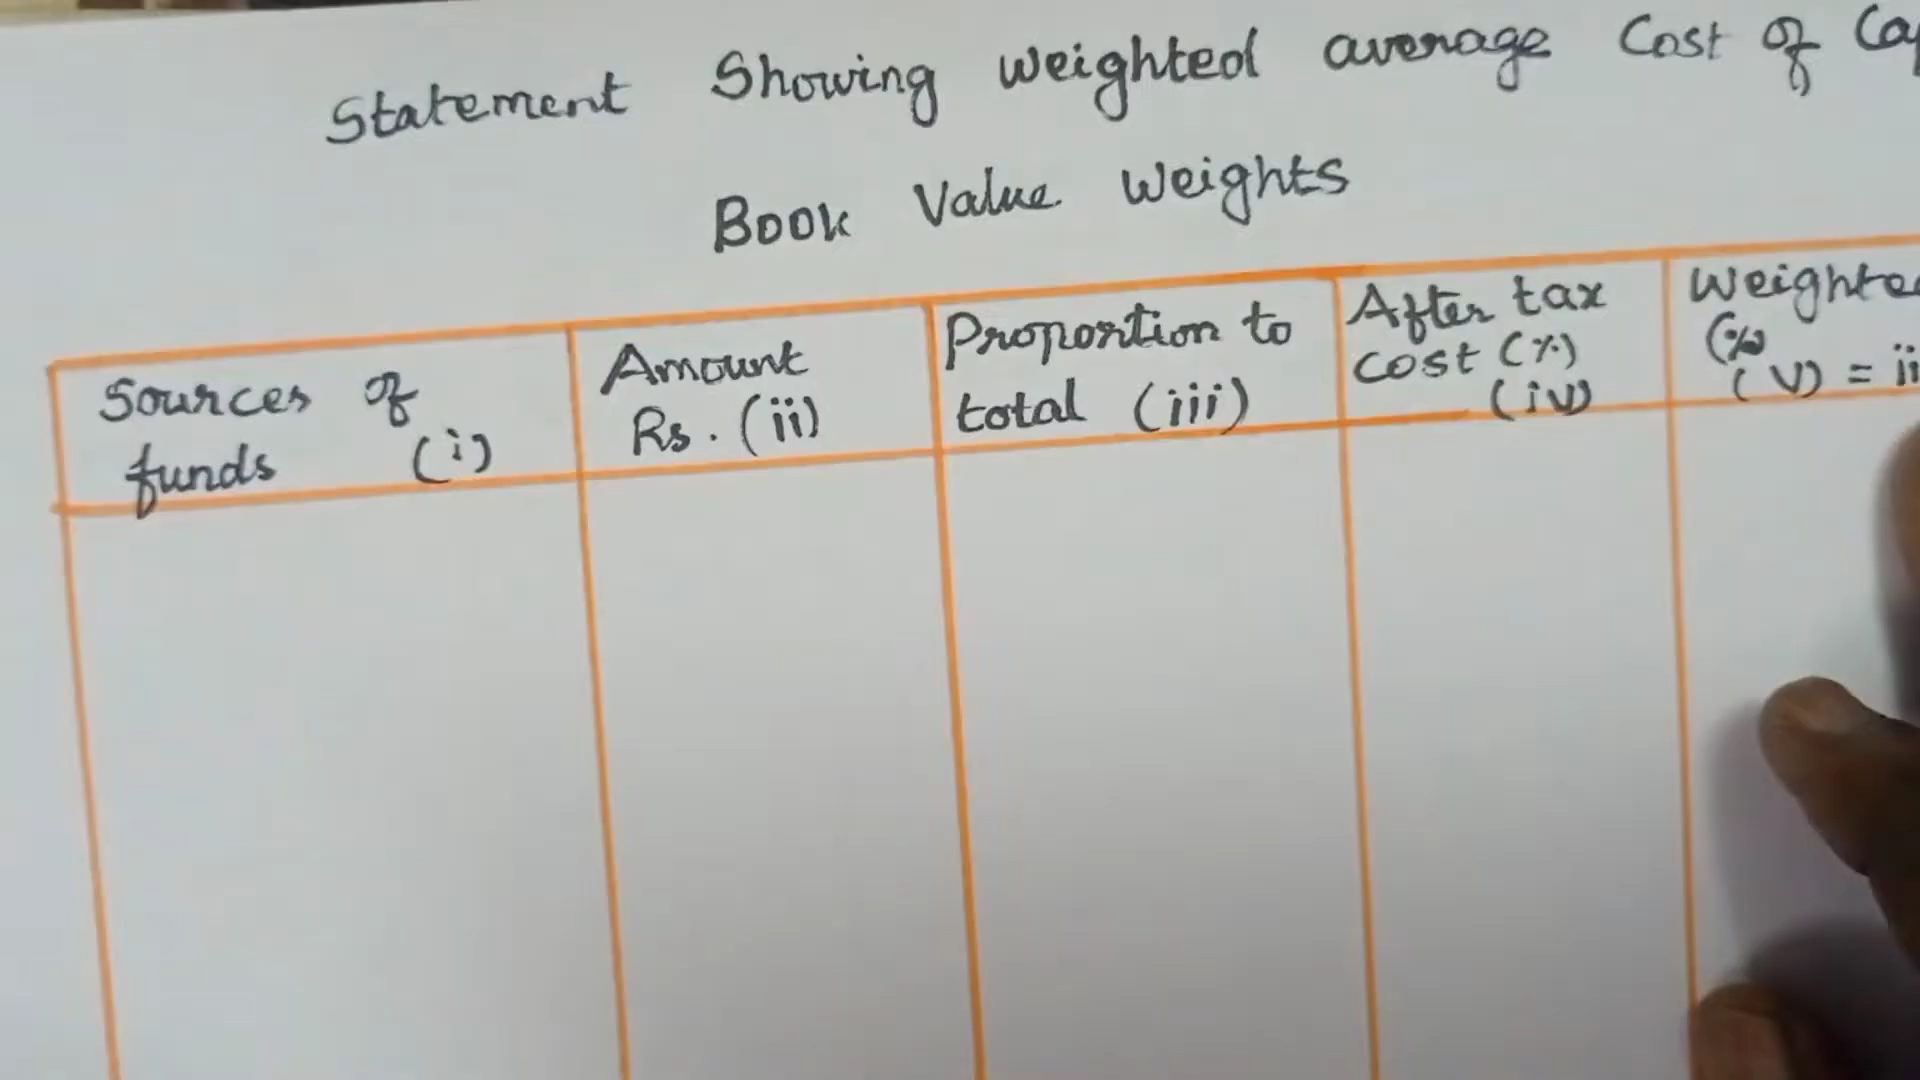 Statement Showing weighted average Cost of
Book Value Weights
Sources of
funds (i)
Amount
Rs. (ii)
Proportion to
total (iii)
After tax
cost (%)
(iv)
(%)
(V) =